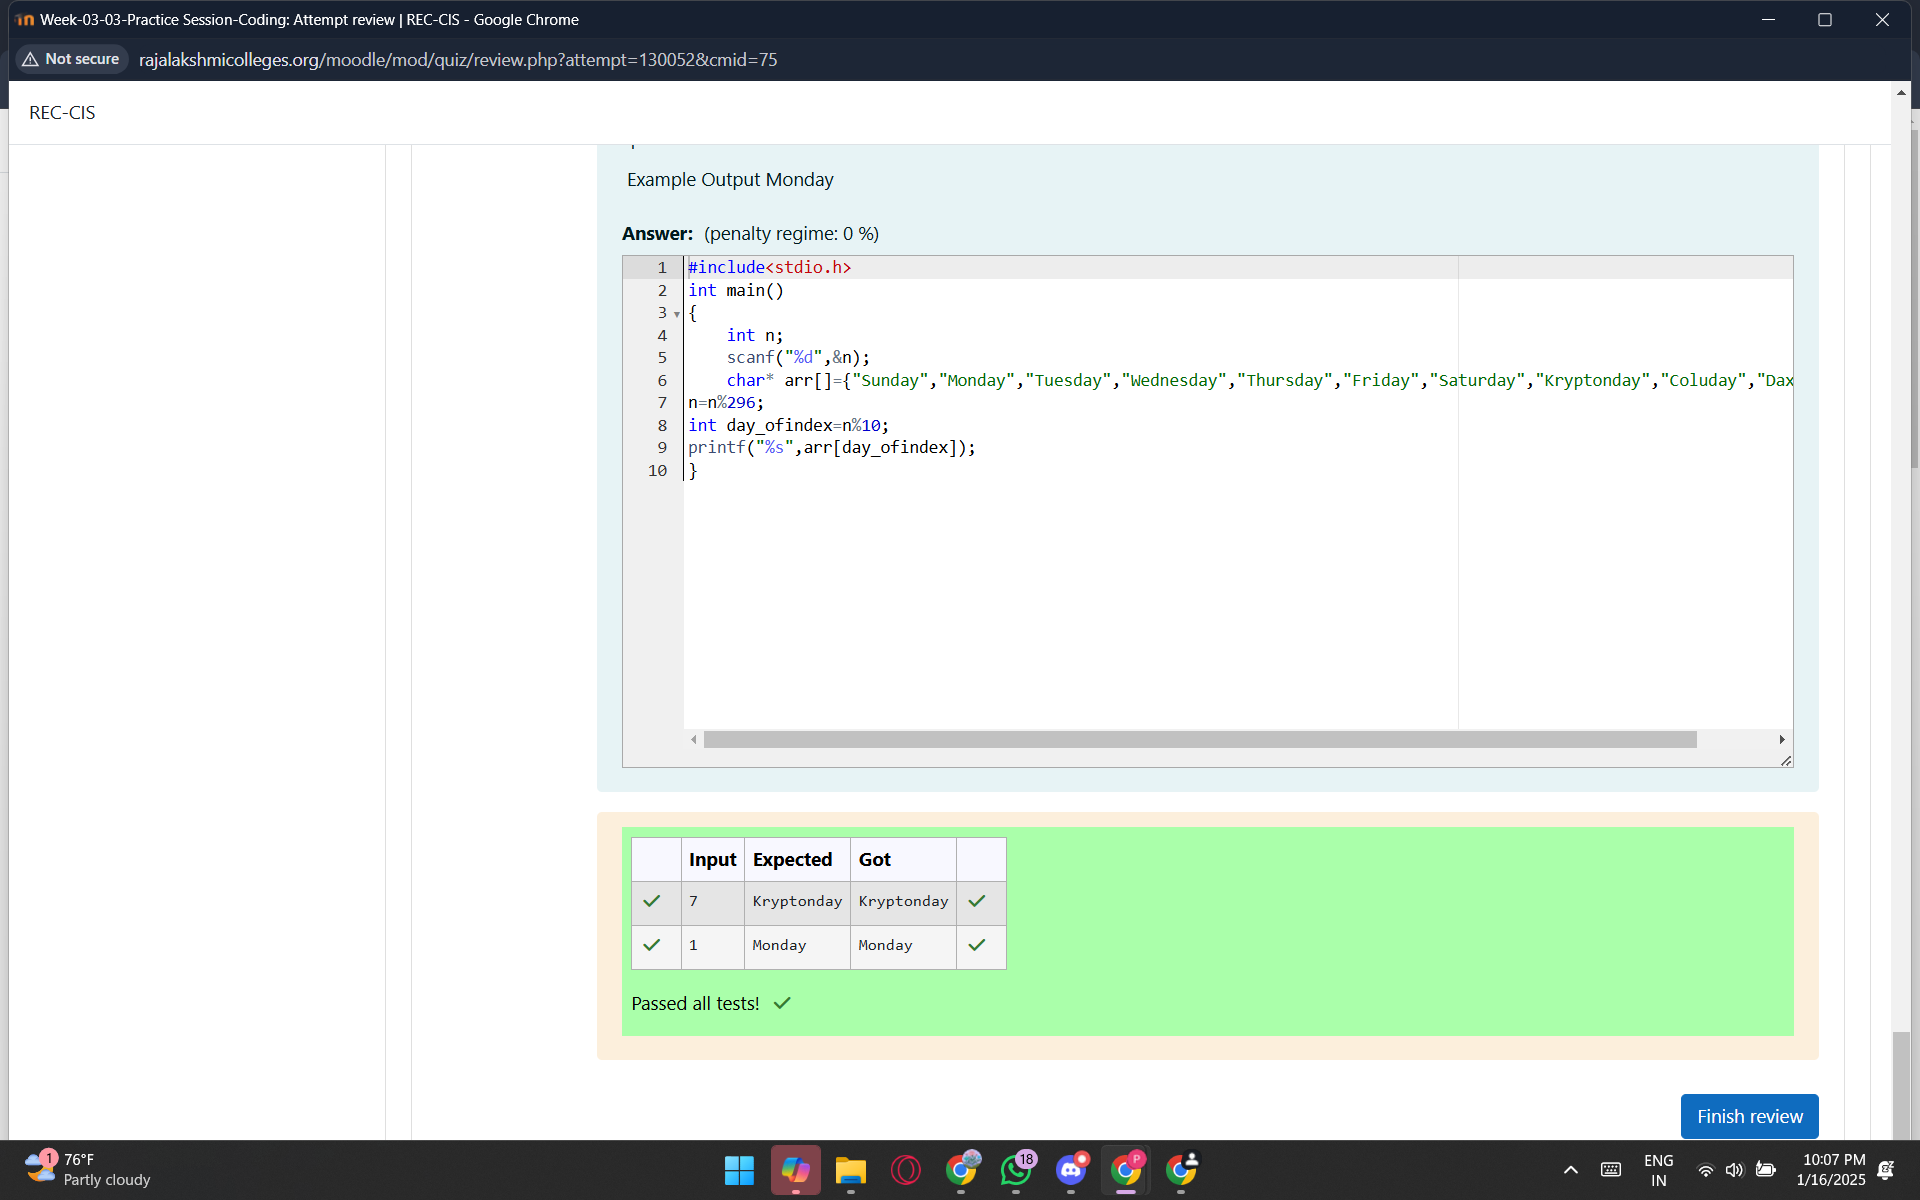 Week-03-03-Practice Session-Coding: Attempt review | REC-CIS - Google Chrome
Not secure rajalakshmicolleges.org/moodle/mod/quiz/review.php?attempt=130052&cmid=75
REC-CIS
Example Output Monday
Answer: (penalty regime: 0 %)
1 #include<stdio.h>
2 int main()
3 {
4 int n;
5 scanf("%d",&n);
6 char* arr[]={"Sunday","Monday","Tuesday","Wednesday","Thursday","Friday","Saturday","Kryptonday","Coluday","Dax
7 n=n%296;
8 int day_ofindex=n%10;
9 printf("%s",arr[day_ofindex]);
10 }
Input Expected Got
7 Kryptonday Kryptonday
1 Monday Monday
Passed all tests!
Finish review
1 76°F
Partly cloudy
18
P
ENG
IN
10:07 PM
1/16/2025